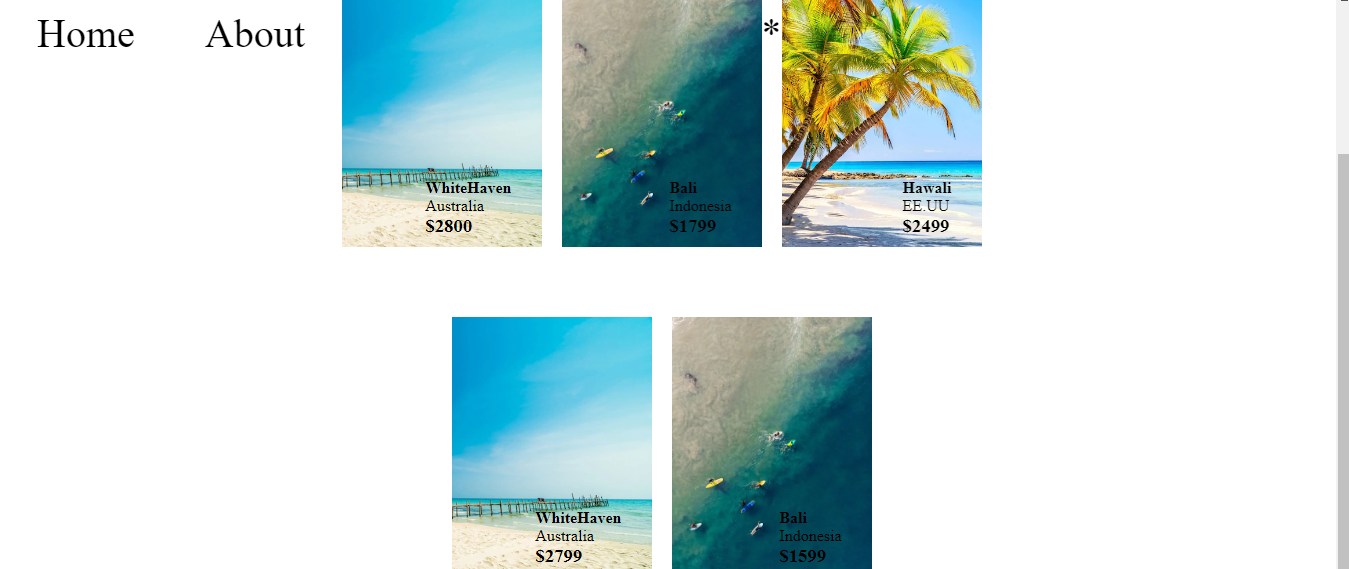 Home About *
WhiteHaven
Australia
$2800
Bali
Indonesia
$1799
Hawali
EE.UU
$2499
WhiteHaven
Australia
$2799
Bali
Indonesia
$1599